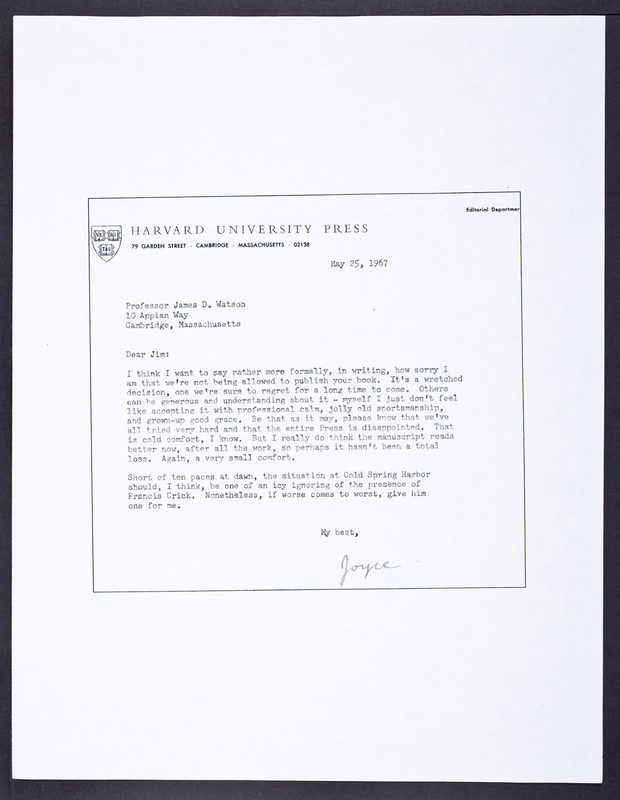 Editorial Departmen
VE RI
TAS
HARVARD UNIVERSITY PRESS
79 GARDEN STREET · CAMBRIDGE · MASSACHUSETTS · 02138
May 25, 1967
Professor James D. Watson
10 Appian Way
Cambridge, Massachusetts
Dear Jim:
I think I want to say rather more formally, in writing, how sorry I
am that we're not being allowed to publish your book. It's a wretched
decision, one we're sure to regret for a long time to come. Others
can be generous and understanding about it - myself I just don't feel
like accepting it with professional calm, jolly old sportsmanship,
and grown-up good grace. Be that as it may, please know that we've
all tried very hard and that the entire Press is disappointed. That
is cold comfort, I know. But I really do think the manuscript reads
better now, after all the work, so perhaps it hasn't been a total
loss. Again, a very small comfort.
Short of ten paces at dawn, the situation at Cold Spring Harbor
should, I think, be one of an icy ignoring of the presence of
Francis Crick. Nonetheless, if worse comes to worst, give him
one for me.
My best,
Joyce